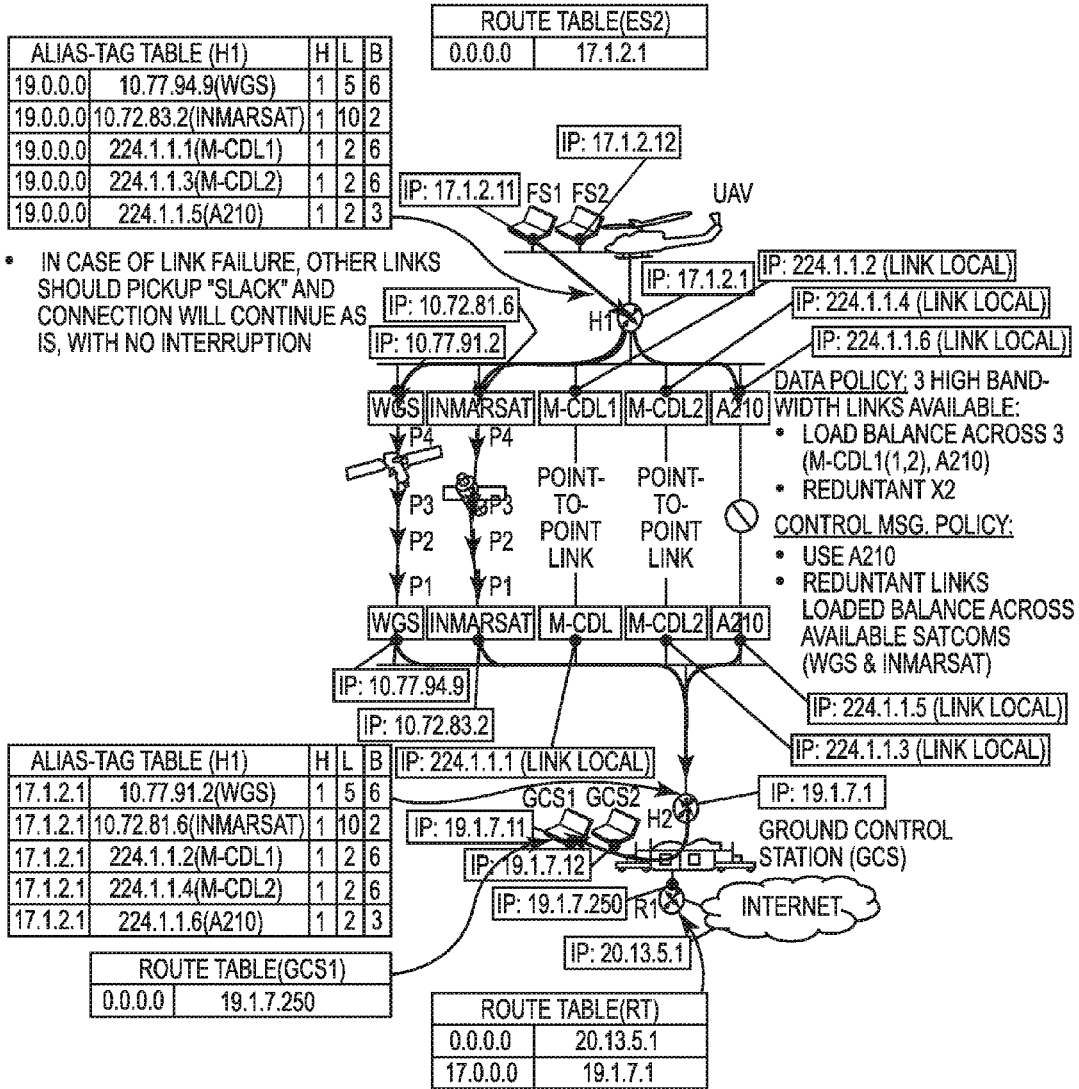 ROUTE TABLE(ES2)
0.0.0.0 17.1.2.1
ALIAS-TAG TABLE (H1) H L B
19.0.0.0 10.77.94.9(WGS) 1 5 6
19.0.0.0 10.72.83.2(INMARSAT) 1 10 2
19.0.0.0 224.1.1.1(M-CDL1) 1 2 6
19.0.0.0 224.1.1.3(M-CDL2) 1 2 6
19.0.0.0 224.1.1.5(A210) 1 2 3
• IN CASE OF LINK FAILURE, OTHER LINKS
SHOULD PICKUP "SLACK" AND
CONNECTION WILL CONTINUE AS
IS, WITH NO INTERRUPTION
IP: 17.1.2.12
IP: 17.1.2.11
FS1 FS2
UAV
IP: 17.1.2.1
IP: 224.1.1.2 (LINK LOCAL)
IP: 10.72.81.6
H1
IP: 224.1.1.4 (LINK LOCAL)
IP: 10.77.91.2
IP: 224.1.1.6 (LINK LOCAL)
WGS INMARSAT M-CDL1 M-CDL2 A210
DATA POLICY: 3 HIGH BAND-
WIDTH LINKS AVAILABLE:
• LOAD BALANCE ACROSS 3
(M-CDL1(1,2), A210)
• REDUNTANT X2
CONTROL MSG. POLICY:
• USE A210
• REDUNTANT LINKS
LOADED BALANCE ACROSS
AVAILABLE SATCOMS
(WGS & INMARSAT)
P4 P4
P3 P3
P2 P2
P1 P1
POINT-
TO-
POINT
LINK
POINT-
TO-
POINT
LINK
WGS INMARSAT M-CDL M-CDL2 A210
IP: 10.77.94.9
IP: 10.72.83.2
IP: 224.1.1.1 (LINK LOCAL)
IP: 224.1.1.5 (LINK LOCAL)
IP: 224.1.1.3 (LINK LOCAL)
ALIAS-TAG TABLE (H1) H L B
17.1.2.1 10.77.91.2(WGS) 1 5 6
17.1.2.1 10.72.81.6(INMARSAT) 1 10 2
17.1.2.1 224.1.1.2(M-CDL1) 1 2 6
17.1.2.1 224.1.1.4(M-CDL2) 1 2 6
17.1.2.1 224.1.1.6(A210) 1 2 3
GCS1 GCS2
H2
IP: 19.1.7.1
IP: 19.1.7.11
IP: 19.1.7.12
GROUND CONTROL
STATION (GCS)
IP: 19.1.7.250
R1
INTERNET
IP: 20.13.5.1
ROUTE TABLE(GCS1)
0.0.0.0 19.1.7.250
ROUTE TABLE(RT)
0.0.0.0 20.13.5.1
17.0.0.0 19.1.7.1